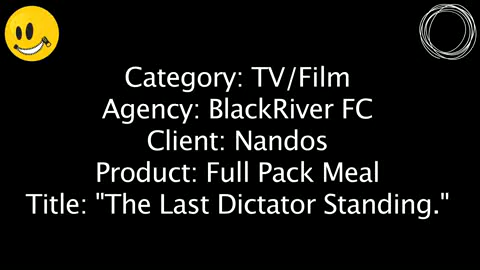 Category: TV/Film
Agency: BlackRiver FC
Client: Nandos
Product: Full Pack Meal
Title: "The Last Dictator Standing."